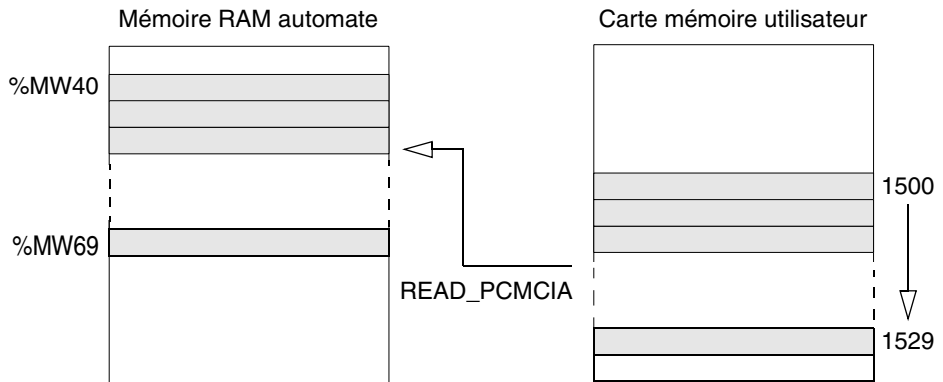 Mémoire RAM automate
Carte mémoire utilisateur
%MW40
1500
%MW69
READ_PCMCIA
1529